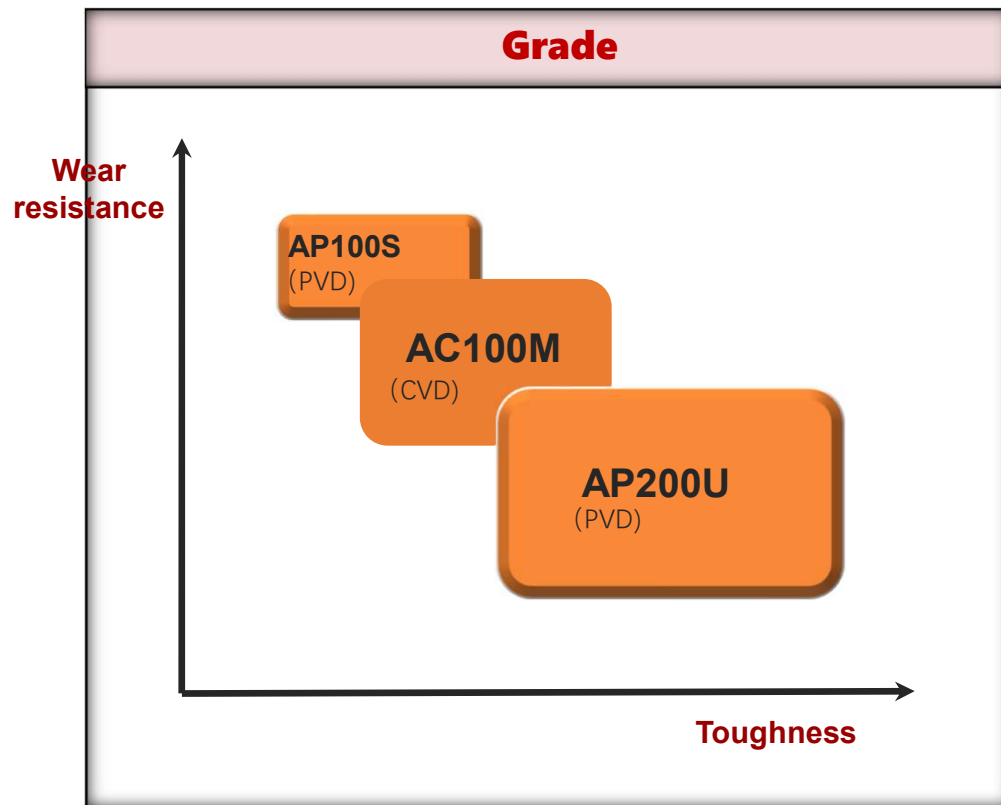 Grade
Wear
resistance
AP100S
(PVD)
AC100M
(CVD)
AP200U
(PVD)
Toughness